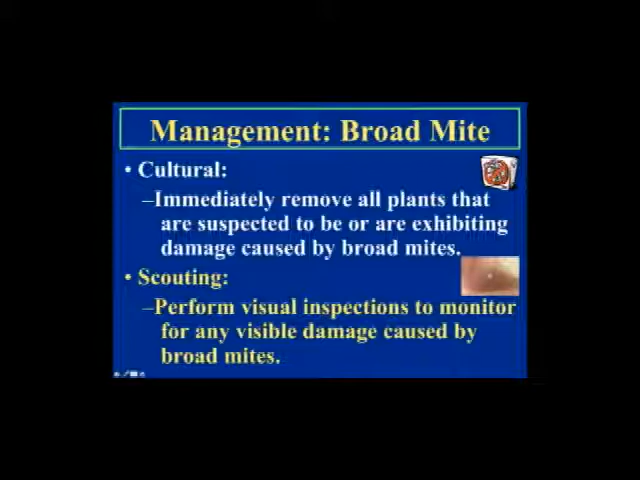 Management: Broad Mite
• Cultural:
–Immediately remove all plants that
are suspected to be or are exhibiting
damage caused by broad mites.
• Scouting:
–Perform visual inspections to monitor
for any visible damage caused by
broad mites.